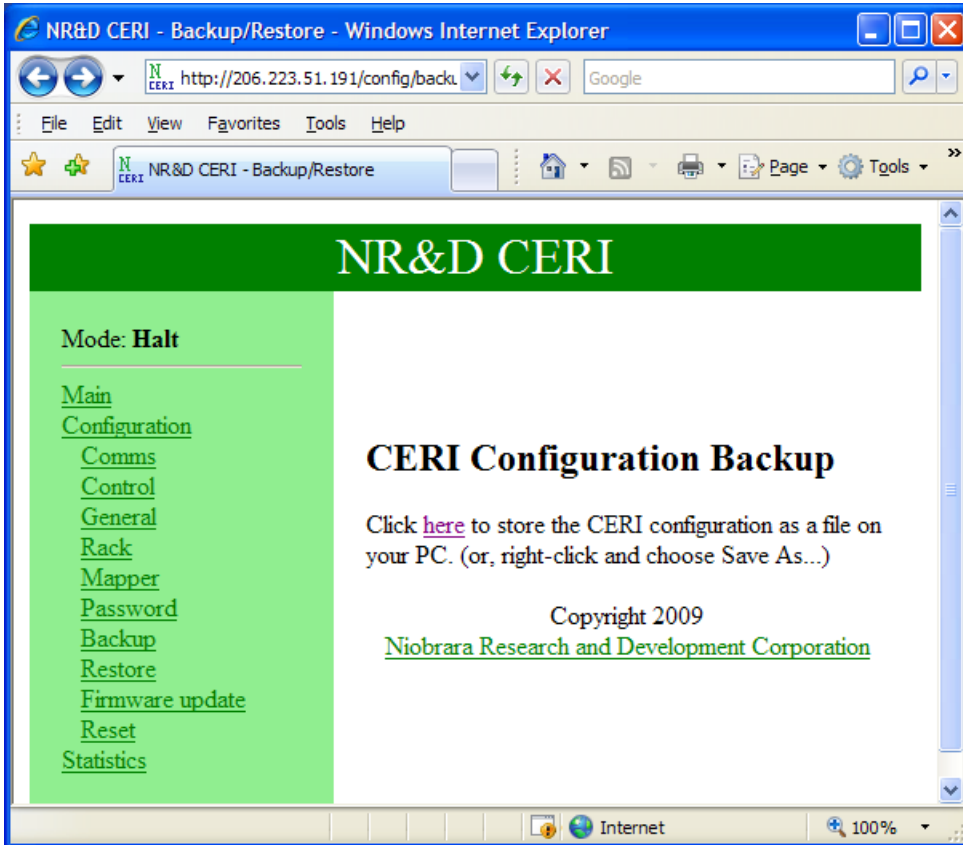 NR&D CERI - Backup/Restore - Windows Internet Explorer
N CERI http://206.223.51.191/config/backu Google
File Edit View Favorites Tools Help
N CERI NR&D CERI - Backup/Restore Page Tools »
NR&D CERI
Mode: Halt
Main
Configuration
Comms
Control
General
Rack
Mapper
Password
Backup
Restore
Firmware update
Reset
Statistics
CERI Configuration Backup
Click here to store the CERI configuration as a file on
your PC. (or, right-click and choose Save As...)
Copyright 2009
Niobrara Research and Development Corporation
Internet 100%